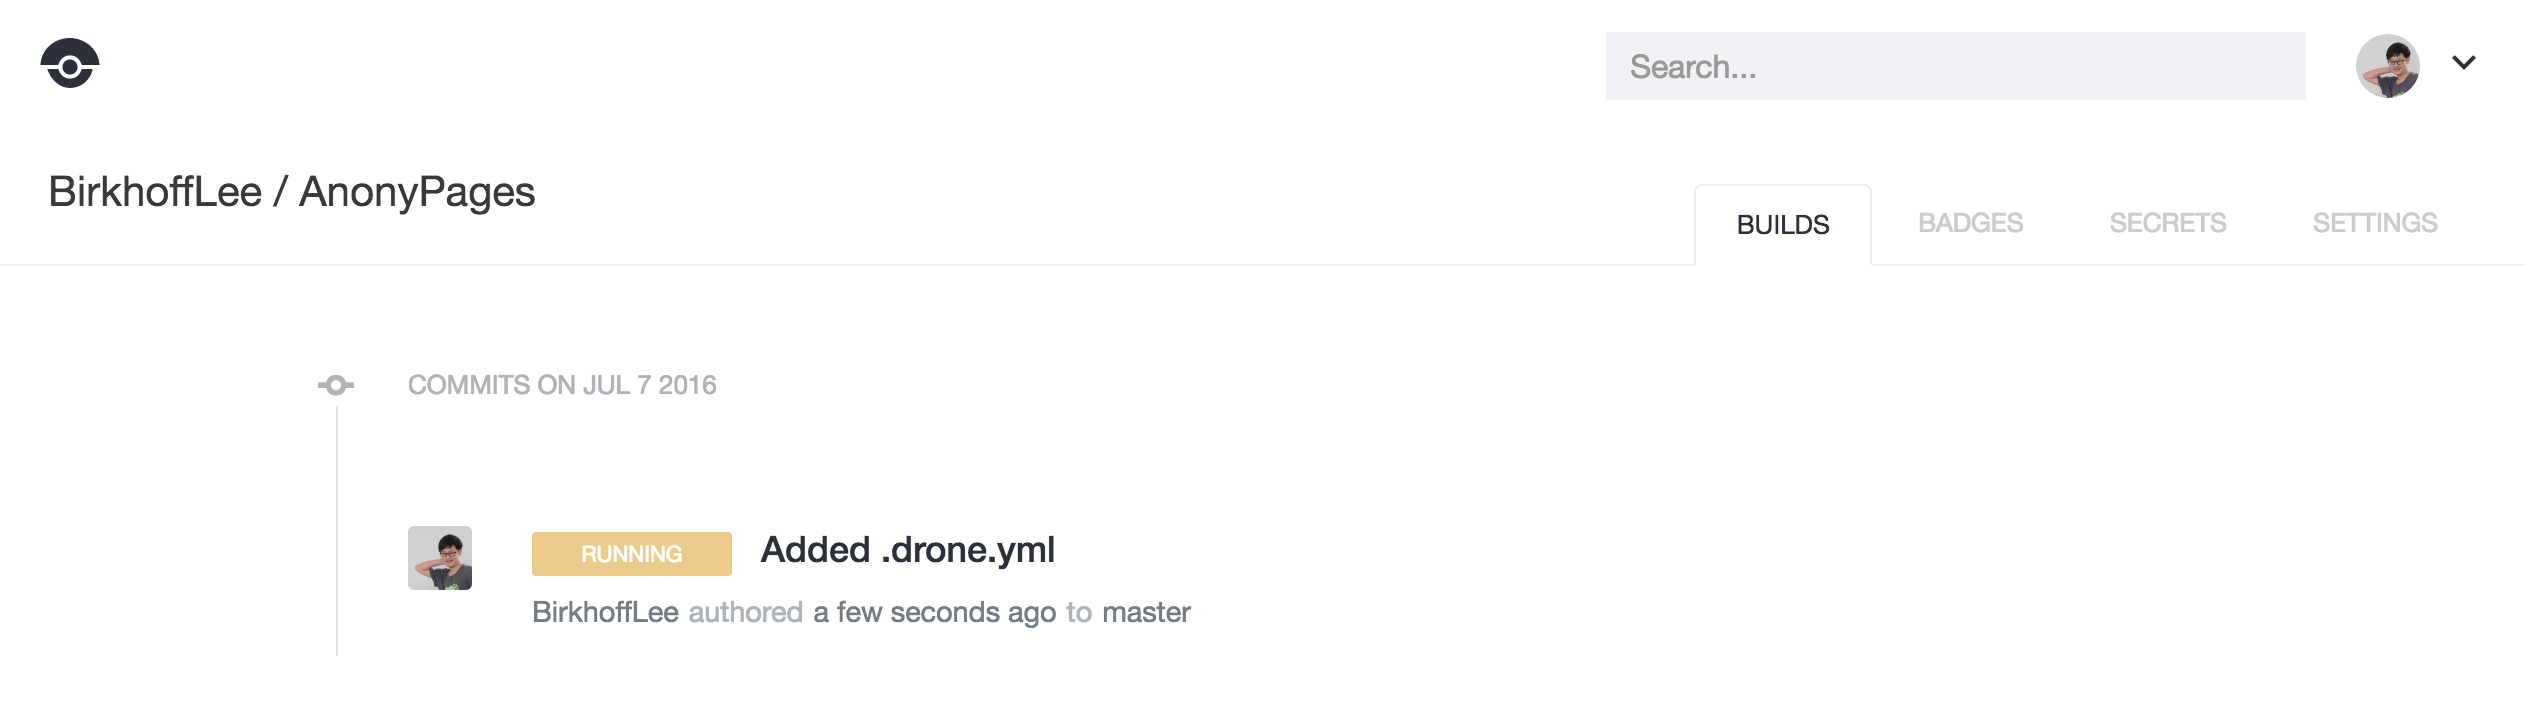 Search...
BirkhoffLee / AnonyPages
BUILDS BADGES SECRETS SETTINGS
COMMITS ON JUL 7 2016
RUNNING Added .drone.yml
BirkhoffLee authored a few seconds ago to master